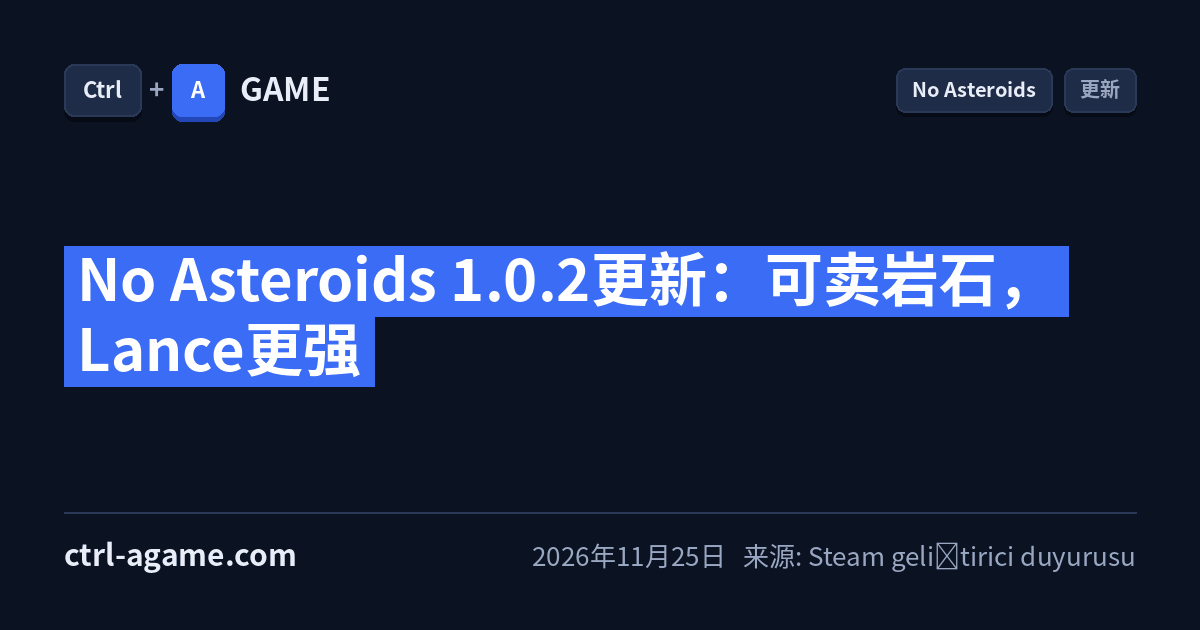 Ctrl + A GAME
No Asteroids 更新
No Asteroids 1.0.2更新：可卖岩石，
Lance更强
ctrl-agame.com
2026年11月25日 来源: Steam duyurusu